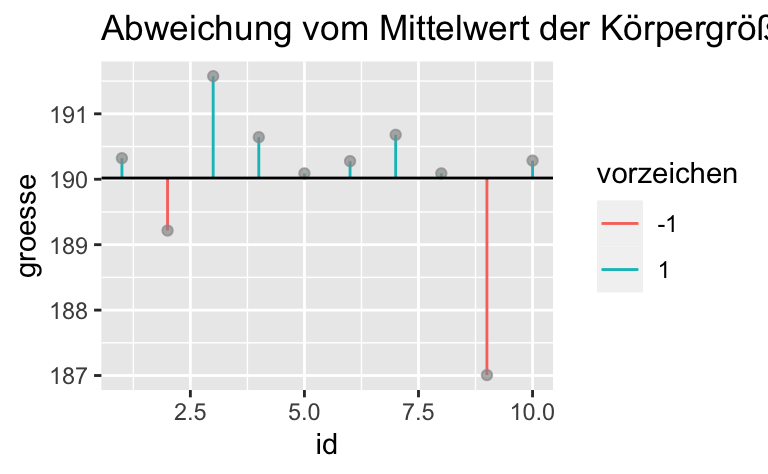 Abweichung vom Mittelwert der Körpergröß
groesse
191
190
189
188
187
2.5 5.0 7.5 10.0
id
vorzeichen
-1
1